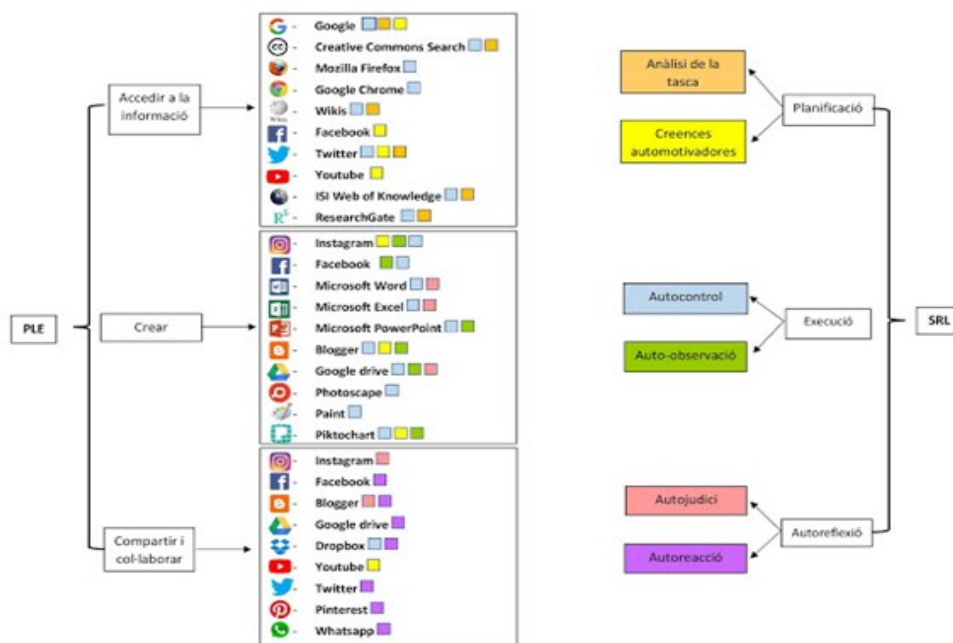 PLE
Accedir a la
informació
- Google
- Creative Commons Search
- Mozilla Firefox
- Google Chrome
- Wikis
- Facebook
- Twitter
- Youtube
- ISI Web of Knowledge
- ResearchGate
Crear
- Instagram
- Facebook
- Microsoft Word
- Microsoft Excel
- Microsoft PowerPoint
- Blogger
- Google drive
- Photoscape
- Paint
- Piktochart
Compartir i
col·laborar
- Instagram
- Facebook
- Blogger
- Google drive
- Dropbox
- Youtube
- Twitter
- Pinterest
- Whatsapp
Anàlisi de la
tasca
Creences
automotivadores
Planificació
Autocontrol
Auto-observació
Execució
Autojudici
Autoreacció
Autoreflexió
SRL